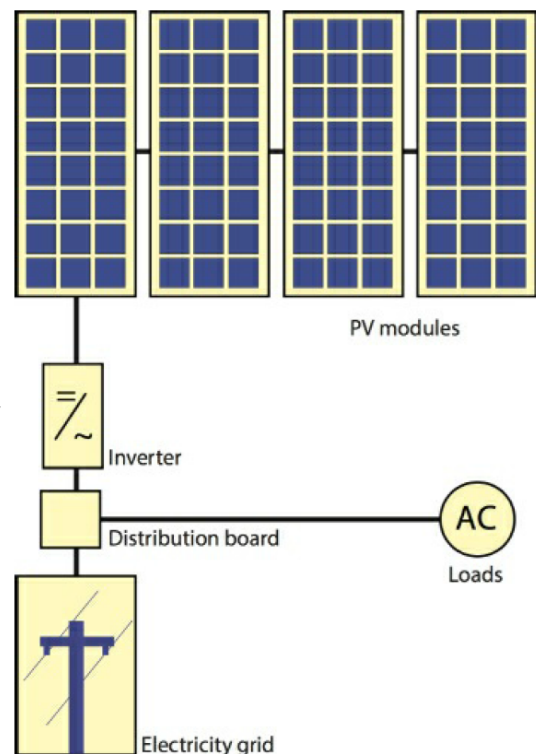 PV modules
Inverter
Distribution board
AC
Loads
Electricity grid